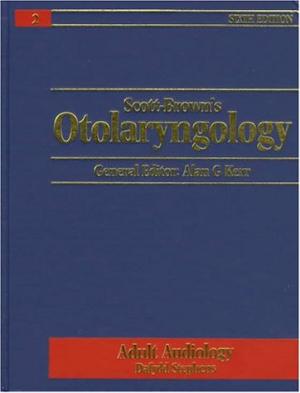 2 SIXTH EDITION
Scott-Brown's
Otolaryngology
General Editor: Alan G Kerr
Adult Audiology
Dafydd Stephens